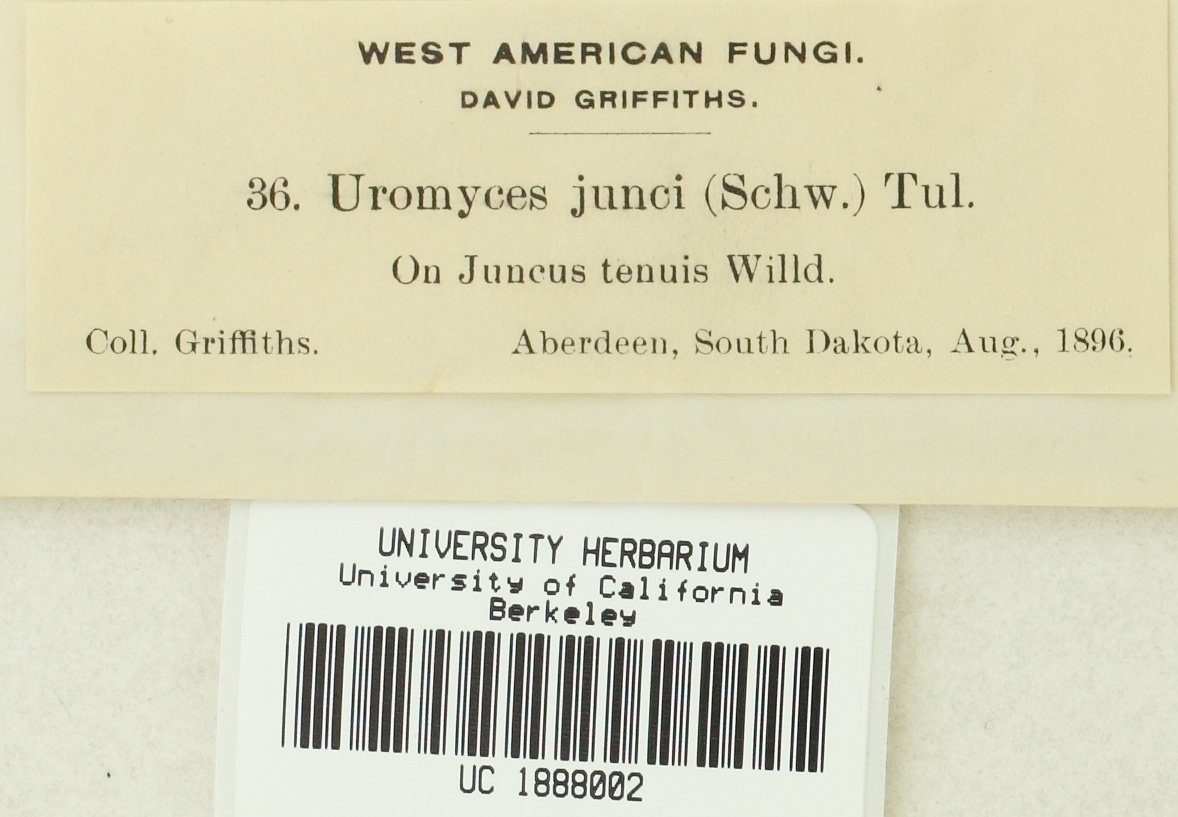 WEST AMERICAN FUNGI.
DAVID GRIFFITHS.
36. Uromyces junci (Schw.) Tul.
On Juncus tenuis Willd.
Coll. Griffiths. Aberdeen, South Dakota, Aug., 1896.
UNIVERSITY HERBARIUM
University of California
Berkeley
UC 1888002